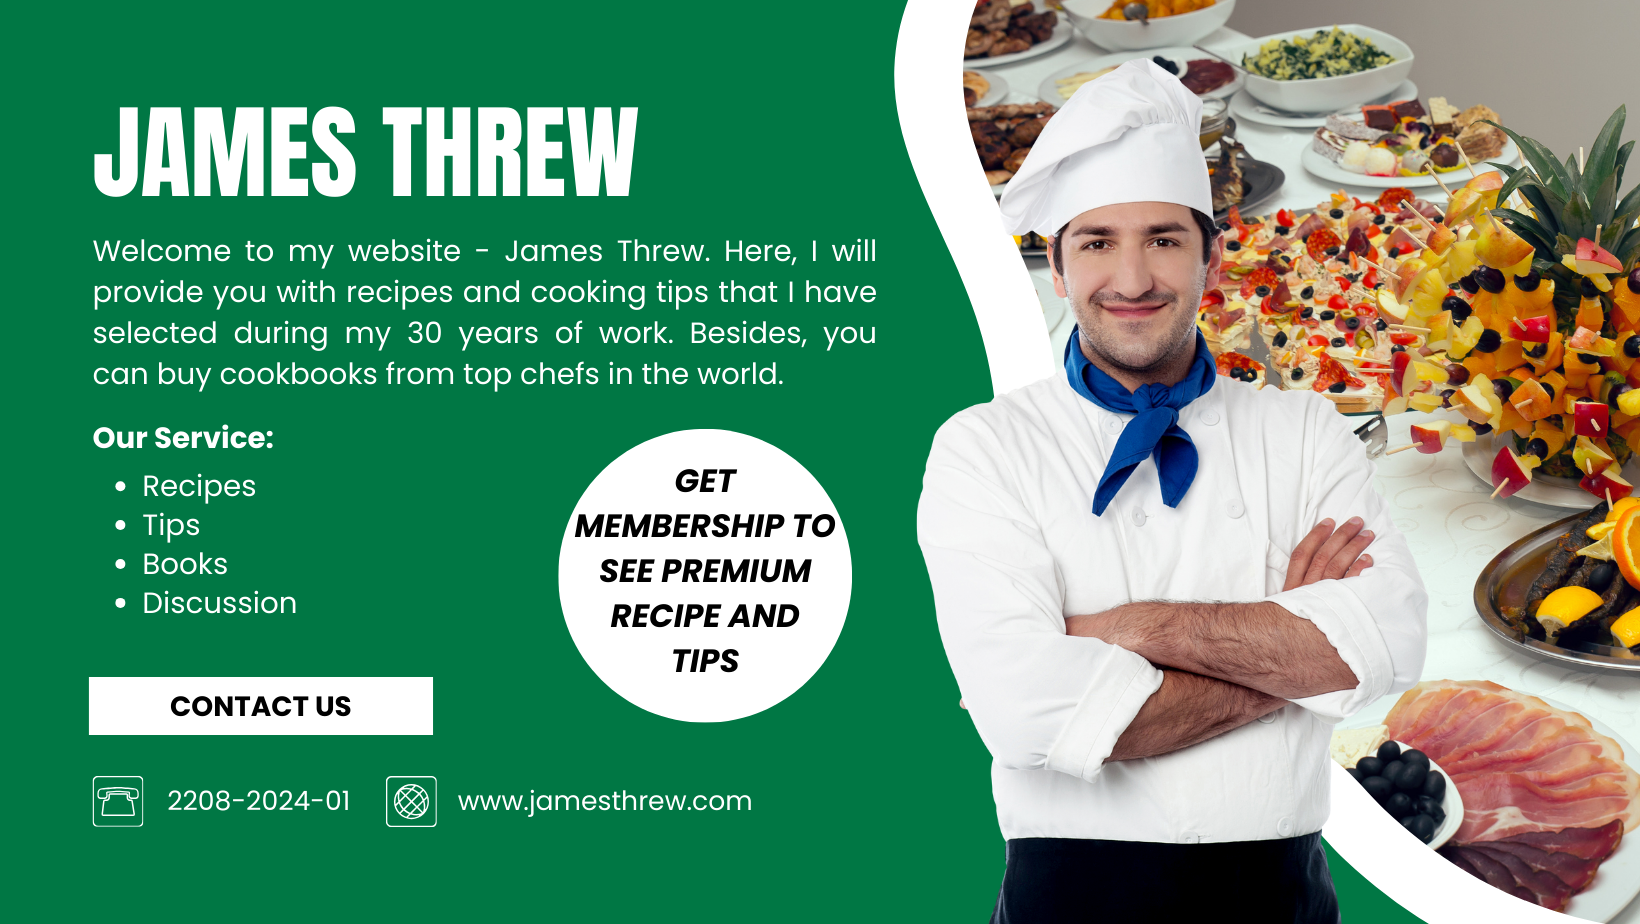 JAMES THREW
Welcome to my website - James Threw. Here, I will
provide you with recipes and cooking tips that I have
selected during my 30 years of work. Besides, you
can buy cookbooks from top chefs in the world.
Our Service:
• Recipes
• Tips
• Books
• Discussion
GET
MEMBERSHIP TO
SEE PREMIUM
RECIPE AND
TIPS
CONTACT US
2208-2024-01
www.jamesthrew.com